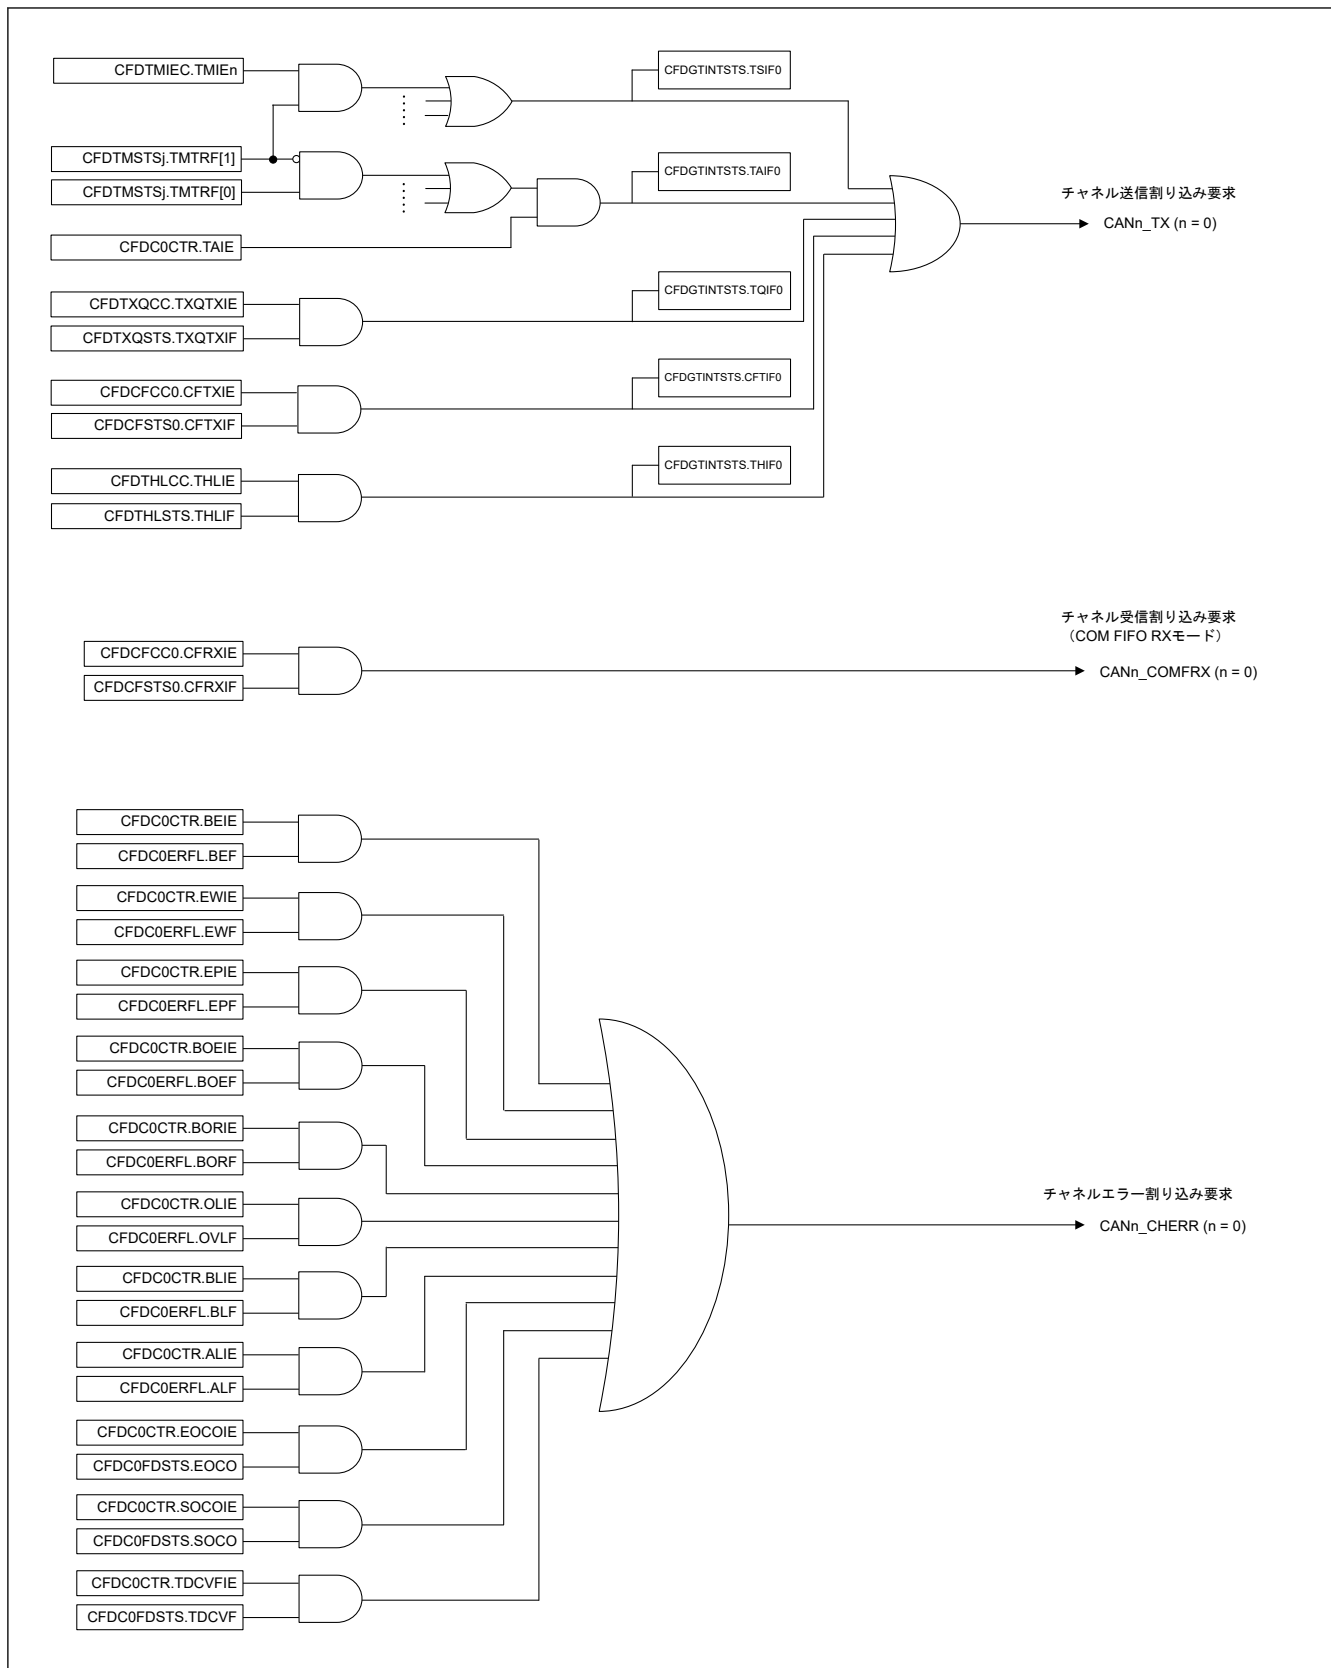 CFDTMIEC.TMIEn
CFDGTINTSTS.TSIF0
CFDTMSTSj.TMTRF[1]
CFDTMSTSj.TMTRF[0]
CFDGTINTSTS.TAIF0
チャネル送信割り込み要求
CANn_TX (n = 0)
CFDC0CTR.TAIE
CFDTXQCC.TXQTXIE
CFDTXQSTS.TXQTXIF
CFDGTINTSTS.TQIF0
CFDCFCC0.CFTXIE
CFDCFSTS0.CFTXIF
CFDGTINTSTS.CFTIF0
CFDTHLCC.THLIE
CFDTHLSTS.THLIF
CFDGTINTSTS.THIF0
チャネル受信割り込み要求
（COM FIFO RXモード）
CFDCFCC0.CFRXIE
CFDCFSTS0.CFRXIF
CANn_COMFRX (n = 0)
CFDC0CTR.BEIE
CFDC0ERFL.BEF
CFDC0CTR.EWIE
CFDC0ERFL.EWF
CFDC0CTR.EPIE
CFDC0ERFL.EPF
CFDC0CTR.BOEIE
CFDC0ERFL.BOEF
CFDC0CTR.BORIE
CFDC0ERFL.BORF
CFDC0CTR.OLIE
CFDC0ERFL.OVLF
チャネルエラー割り込み要求
CANn_CHERR (n = 0)
CFDC0CTR.BLIE
CFDC0ERFL.BLF
CFDC0CTR.ALIE
CFDC0ERFL.ALF
CFDC0CTR.EOCOIE
CFDC0FDSTS.EOCO
CFDC0CTR.SOCOIE
CFDC0FDSTS.SOCO
CFDC0CTR.TDCVFIE
CFDC0FDSTS.TDCVF